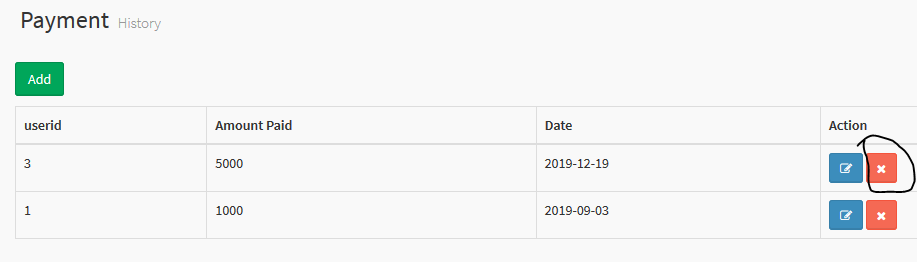 Payment History
Add
userid Amount Paid Date Action
3 5000 2019-12-19
1 1000 2019-09-03